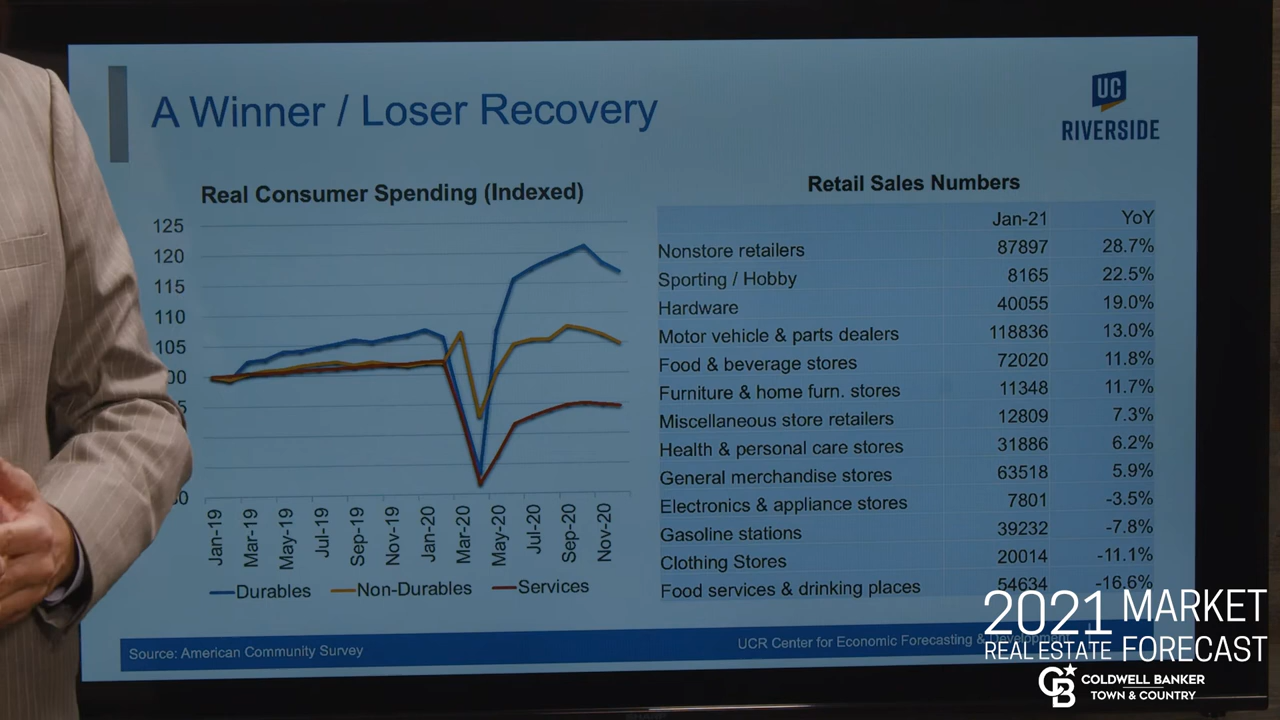 A Winner / Loser Recovery
UC
RIVERSIDE
Real Consumer Spending (Indexed)
125
120
115
110
105
00
5
80
Jan-19
Mar-19
May-19
Jul-19
Sep-19
Nov-19
Jan-20
Mar-20
May-20
Jul-20
Sep-20
Nov-20
Durables
Non-Durables
Services
Retail Sales Numbers
Jan-21 YoY
Nonstore retailers 87897 28.7%
Sporting / Hobby 8165 22.5%
Hardware 40055 19.0%
Motor vehicle & parts dealers 118836 13.0%
Food & beverage stores 72020 11.8%
Furniture & home furn. stores 11348 11.7%
Miscellaneous store retailers 12809 7.3%
Health & personal care stores 31886 6.2%
General merchandise stores 63518 5.9%
Electronics & appliance stores 7801 -3.5%
Gasoline stations 39232 -7.8%
Clothing Stores 20014 -11.1%
Food services & drinking places 54634 -16.6%
Source: American Community Survey
UCR Center for Economic Forecasting & Development
2021 MARKET
REAL ESTATE FORECAST
CB
COLDWELL BANKER
TOWN & COUNTRY